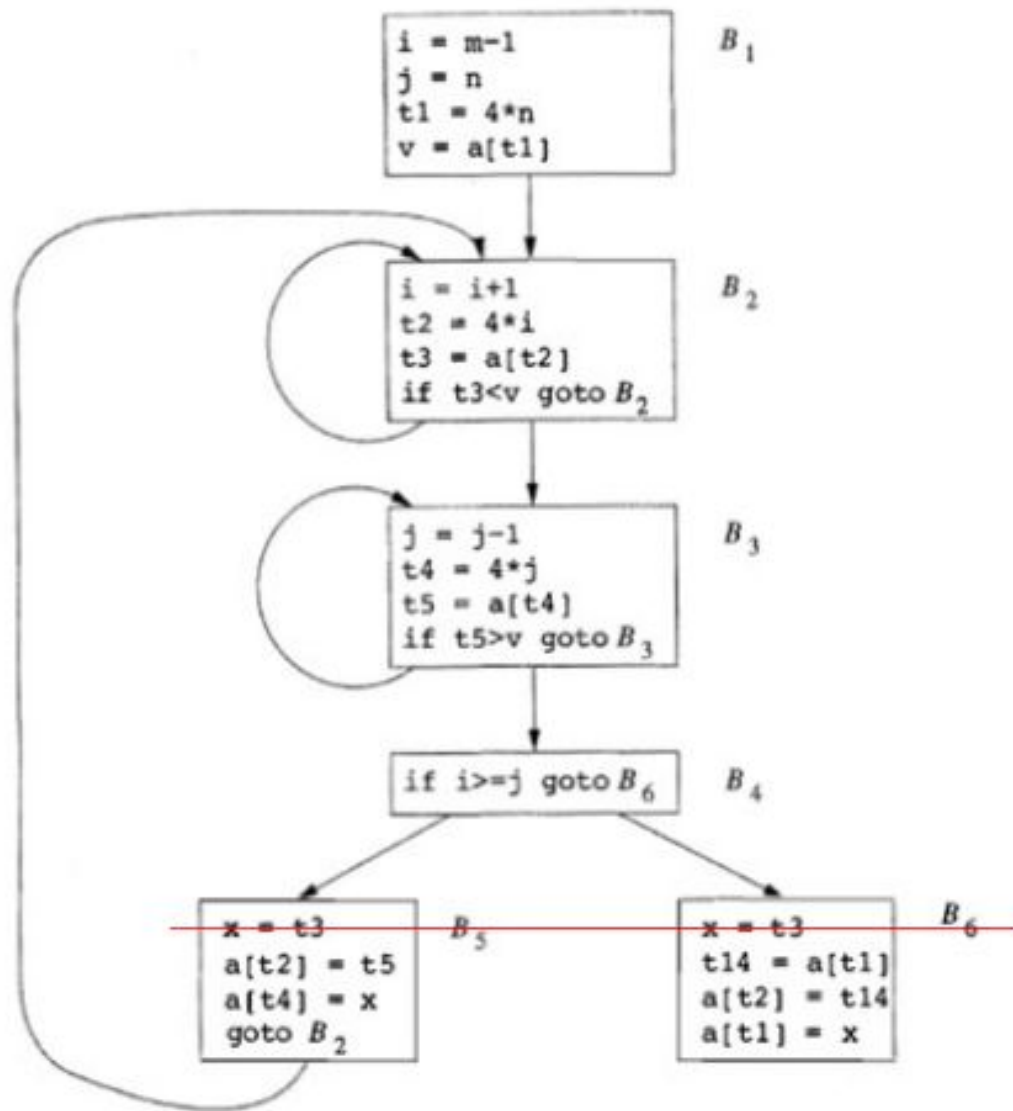 i = m-1
B1
j = n
t1 = 4*n
v = a[t1]
i = i+1
B2
t2 = 4*i
t3 = a[t2]
if t3<v goto B2
j = j-1
B3
t4 = 4*j
t5 = a[t4]
if t5>v goto B3
if i>=j goto B6
B4
x = t3
B5
a[t2] = t5
a[t4] = x
goto B2
x = t3
B6
t14 = a[t1]
a[t2] = t14
a[t1] = x